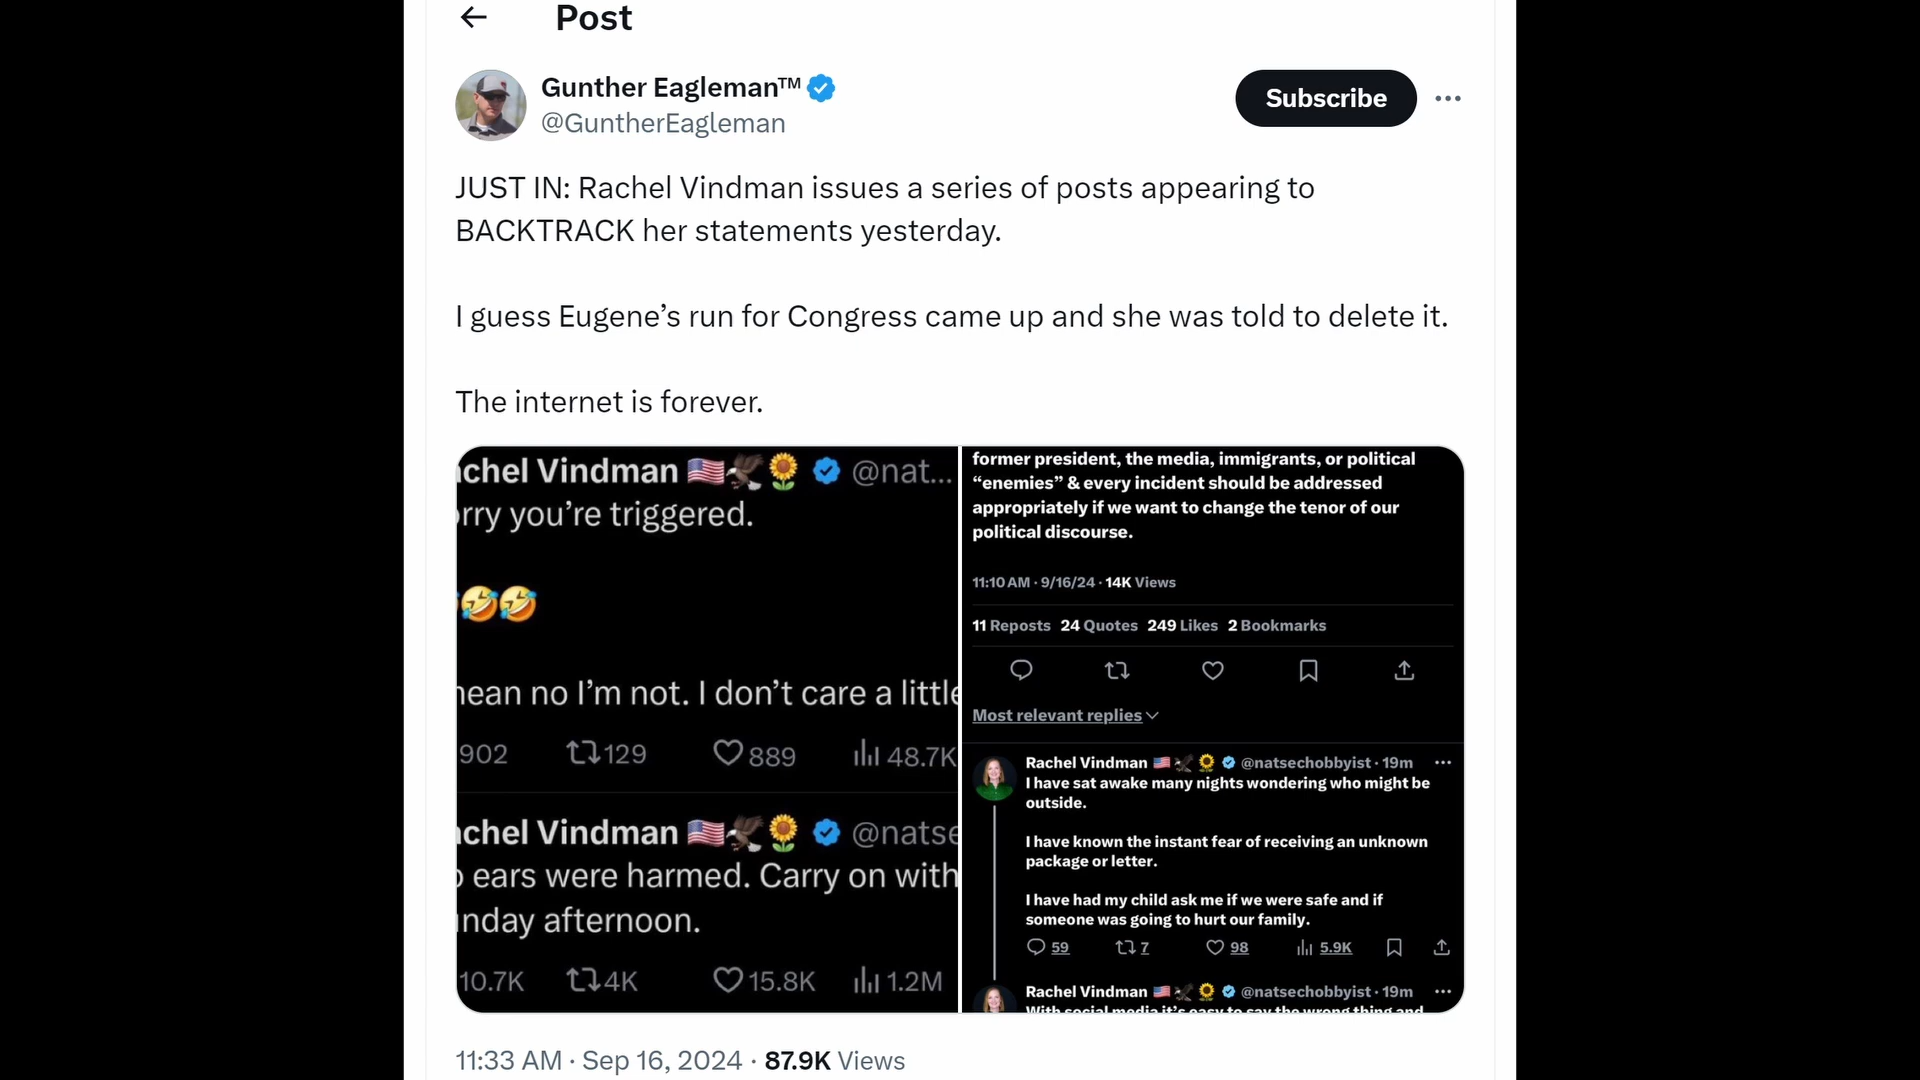 Post
Gunther Eagleman™
@GuntherEagleman
Subscribe
JUST IN: Rachel Vindman issues a series of posts appearing to
BACKTRACK her statements yesterday.
I guess Eugene’s run for Congress came up and she was told to delete it.
The internet is forever.
chel Vindman @nat...
rry you’re triggered.
ean no I’m not. I don’t care a little
902 129 889 48.7K
chel Vindman @natse
ears were harmed. Carry on with
nday afternoon.
10.7K 4K 15.8K 1.2M
former president, the media, immigrants, or political
“enemies” & every incident should be addressed
appropriately if we want to change the tenor of our
political discourse.
11:10 AM · 9/16/24 · 14K Views
11 Reposts 24 Quotes 249 Likes 2 Bookmarks
Most relevant replies
Rachel Vindman @natsechobbyist · 19m
I have sat awake many nights wondering who might be
outside.
I have known the instant fear of receiving an unknown
package or letter.
I have had my child ask me if we were safe and if
someone was going to hurt our family.
59 7 98 5.9K
Rachel Vindman @natsechobbyist · 19m
With social media it’s easy to say the wrong thing and
11:33 AM · Sep 16, 2024 · 87.9K Views